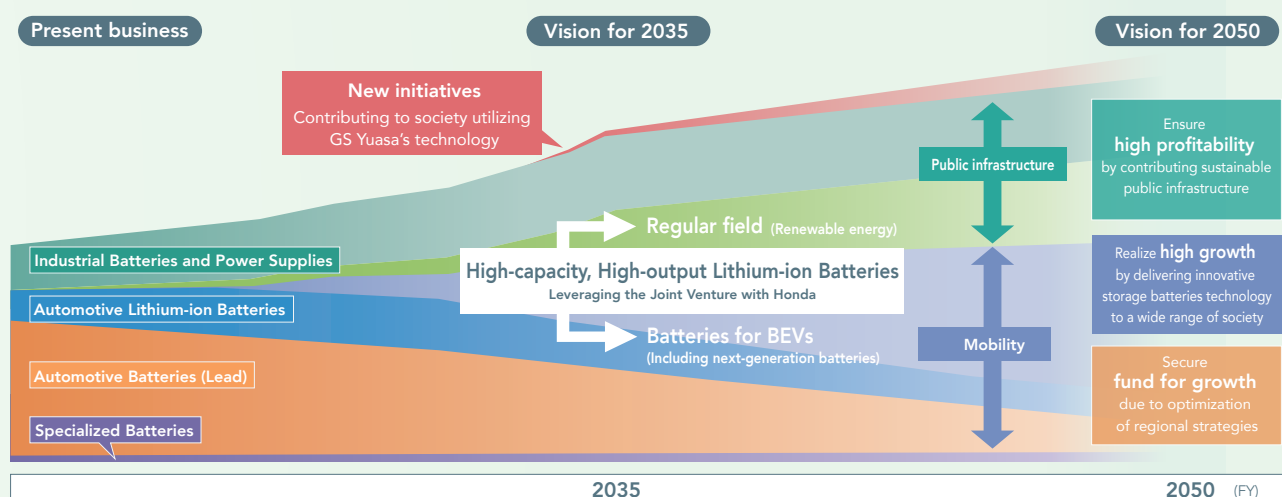 Present business
Vision for 2035
Vision for 2050
New initiatives
Contributing to society utilizing
GS Yuasa's technology
Public infrastructure
Ensure
high profitability
by contributing sustainable
public infrastructure
Regular field (Renewable energy)
Industrial Batteries and Power Supplies
High-capacity, High-output Lithium-ion Batteries
Leveraging the Joint Venture with Honda
Realize high growth
by delivering innovative
storage batteries technology
to a wide range of society
Automotive Lithium-ion Batteries
Batteries for BEVs
(Including next-generation batteries)
Mobility
Automotive Batteries (Lead)
Secure
fund for growth
due to optimization
of regional strategies
Specialized Batteries
2035
2050 (FY)